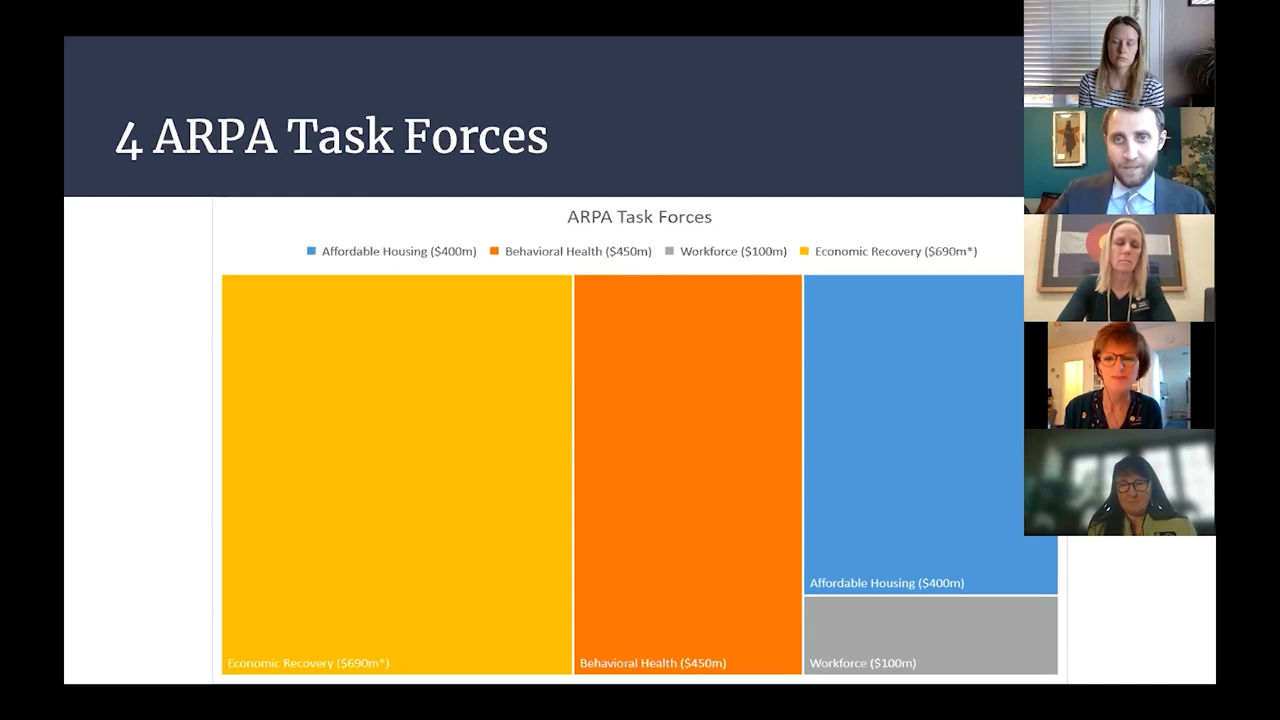 4 ARPA Task Forces
ARPA Task Forces
Affordable Housing ($400m) Behavioral Health ($450m) Workforce ($100m) Economic Recovery ($690m*)
Affordable Housing ($400m)
Economic Recovery ($690m*) Behavioral Health ($450m) Workforce ($100m)